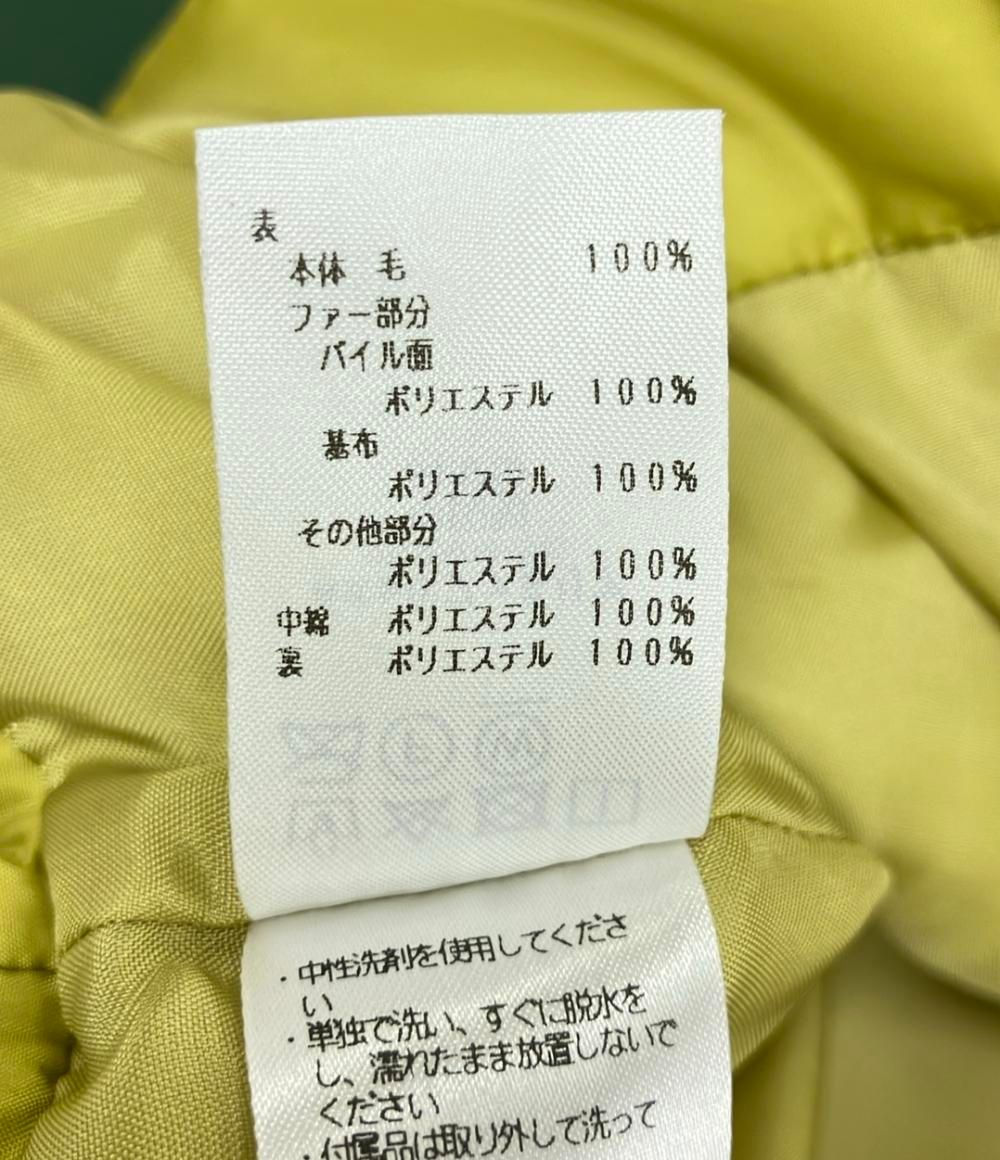 表
本体 毛 100%
ファー部分
パイル面
ポリエステル 100%
基布
ポリエステル 100%
その他部分
ポリエステル 100%
中綿 ポリエステル 100%
裏 ポリエステル 100%
・中性洗剤を使用してくださ
い
・単独で洗い、すぐに脱水を
し、濡れたまま放置しないで
ください
・付属品は取り外して洗って